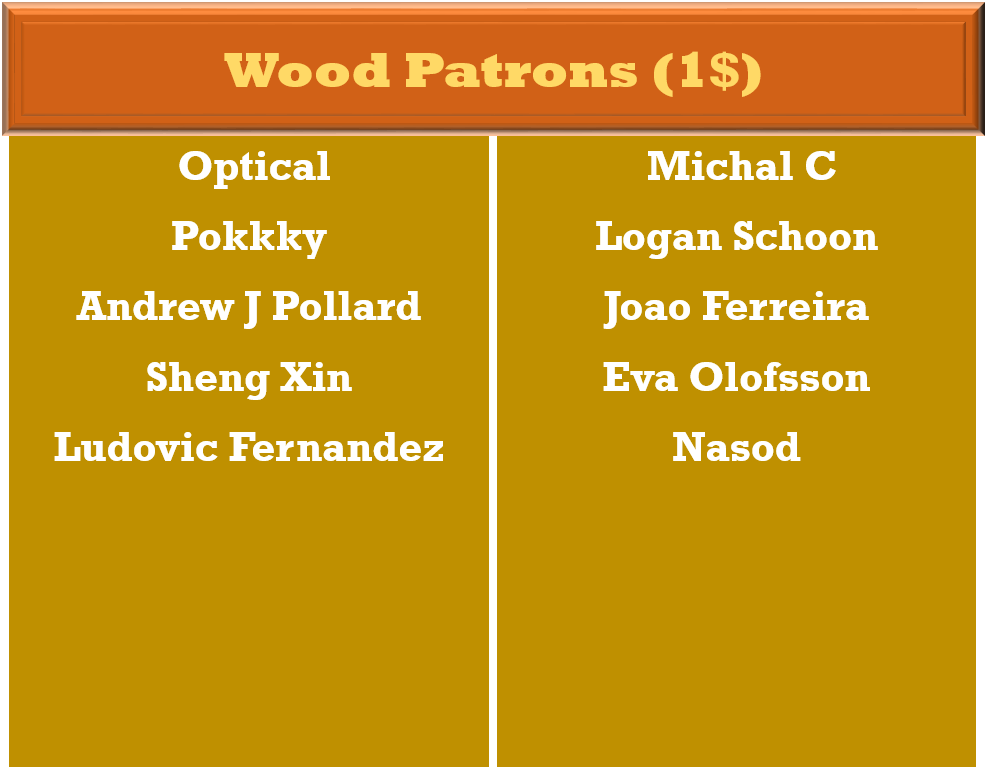 Wood Patrons (1$)
Optical
Pokkky
Andrew J Pollard
Sheng Xin
Ludovic Fernandez
Michal C
Logan Schoon
Joao Ferreira
Eva Olofsson
Nasod